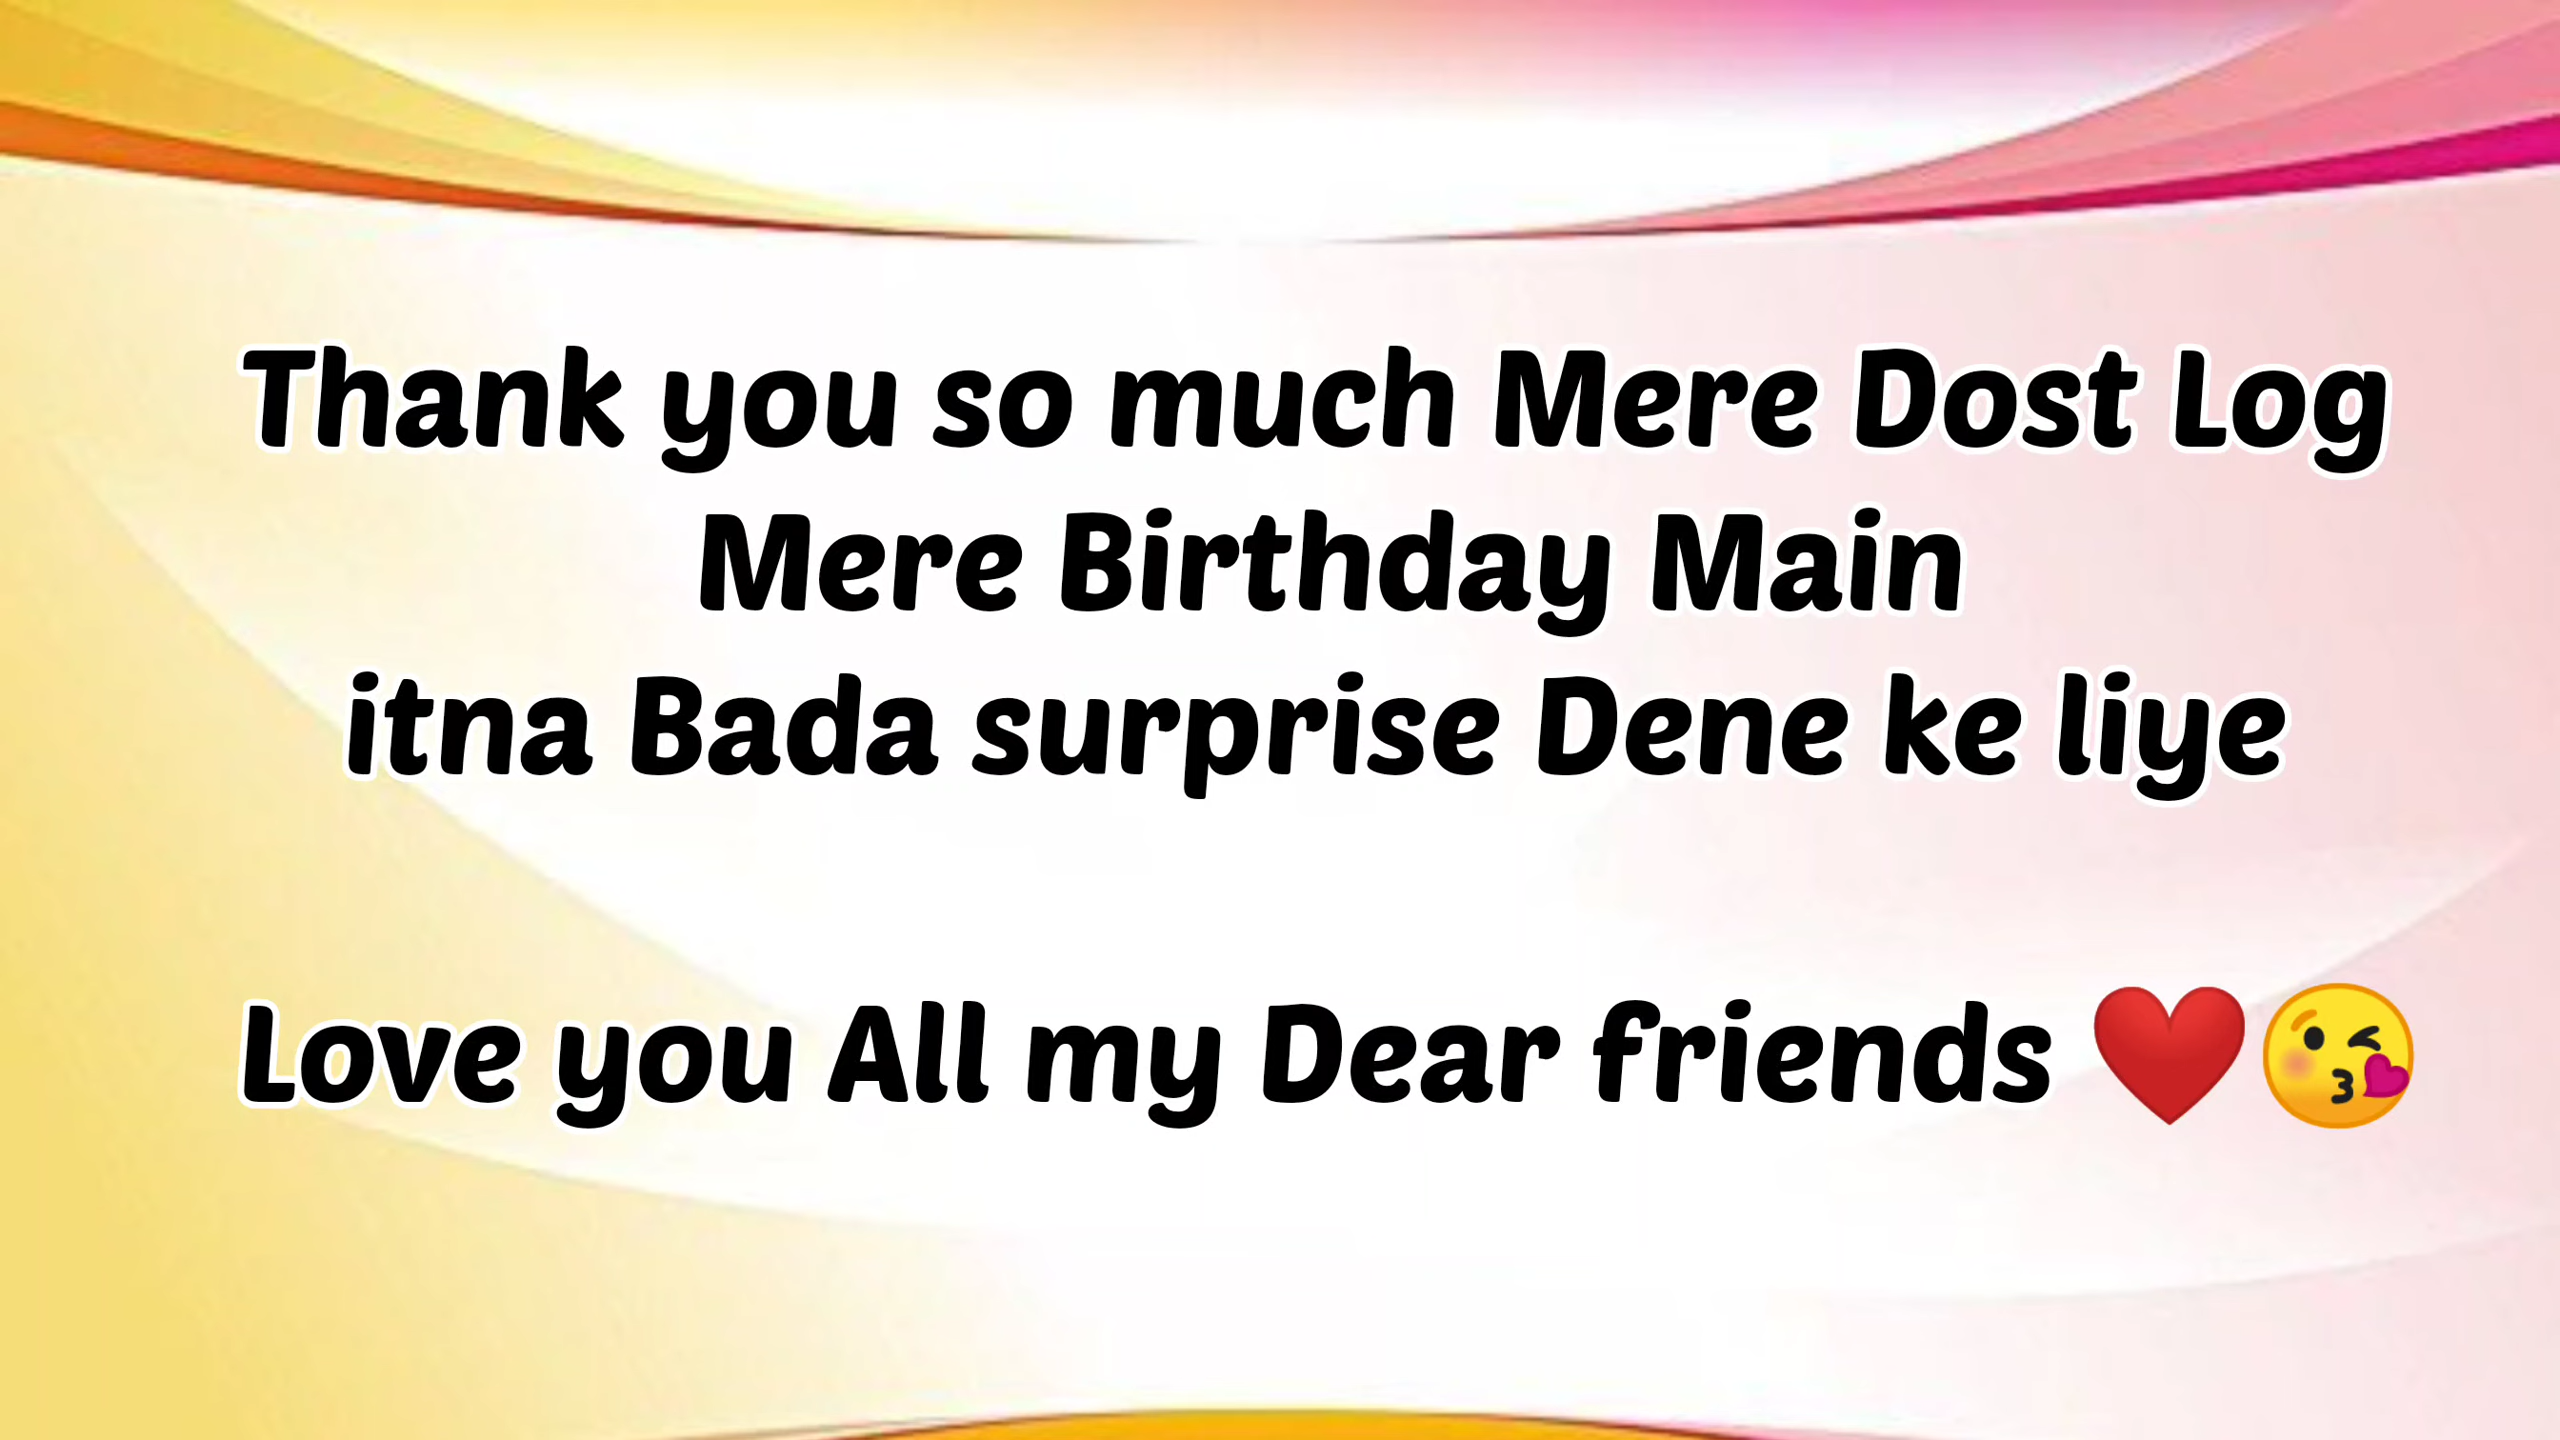 Thank you so much Mere Dost Log
Mere Birthday Main
itna Bada surprise Dene ke liye
Love you All my Dear friends ❤️😘